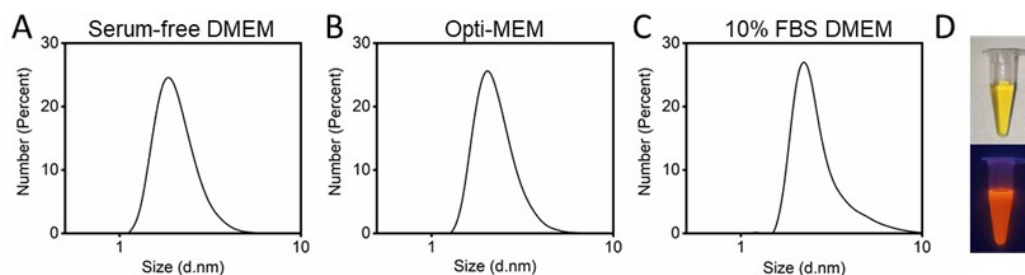 A Serum-free DMEM
Number (Percent)
30
20
10
0
1 10
Size (d.nm)
B Opti-MEM
Number (Percent)
30
20
10
0
1 10
Size (d.nm)
C 10% FBS DMEM
Number (Percent)
30
20
10
0
1 10
Size (d.nm)
D